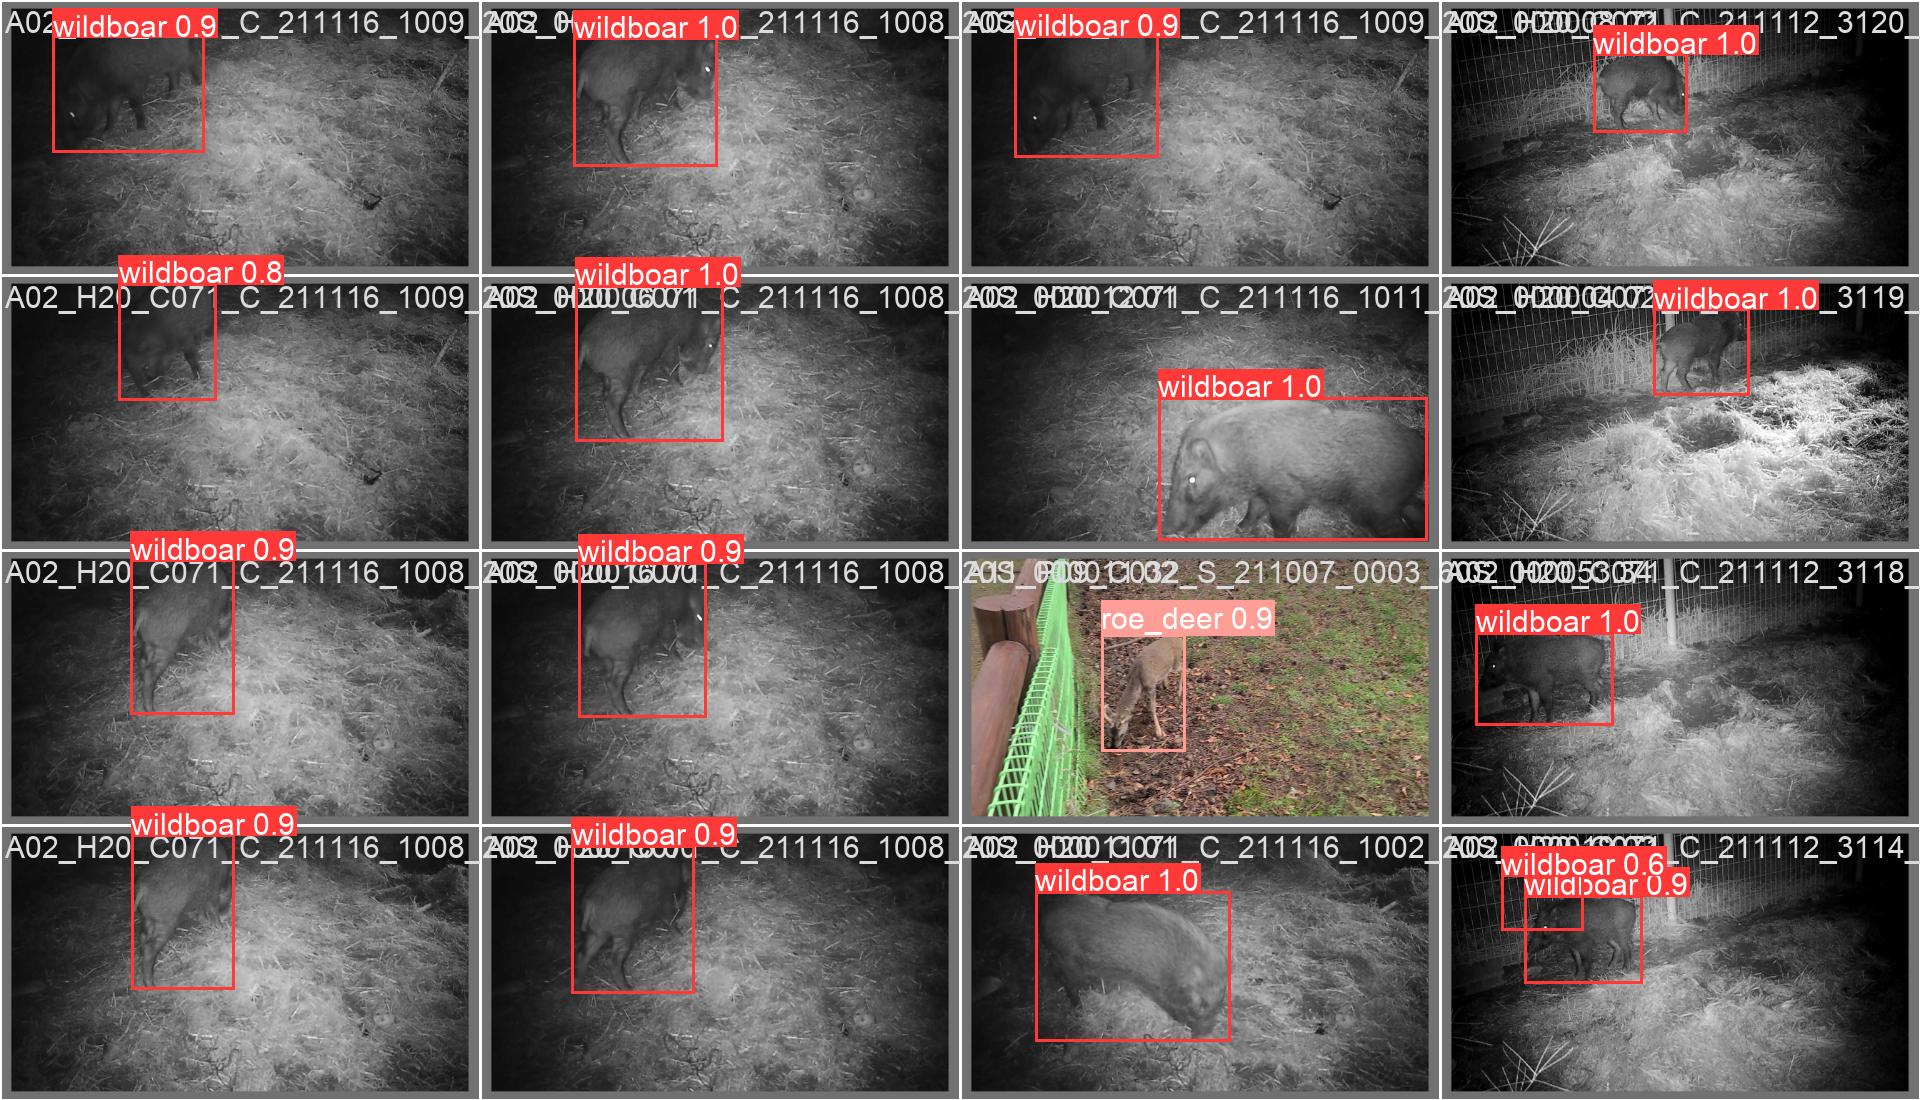 wildboar 0.9
A02 _C_211116_1009_
wildboar 1.0
_C_211116_1008_
wildboar 0.9
_C_211116_1009_
wildboar 1.0
_C_211112_3120_
wildboar 0.8
A02_H20_C071_C_211116_1009_
wildboar 1.0
_C_211116_1008_
_C_211116_1011_
wildboar 1.0
wildboar 1.0
3119_
wildboar 0.9
A02_H20_C071_C_211116_1008_
wildboar 0.9
_C_211116_1008_
_S_211007_0003_
roe_deer 0.9
_C_211112_3118_
wildboar 1.0
wildboar 0.9
A02_H20_C071_C_211116_1008_
wildboar 0.9
_C_211116_1008_
_C_211116_1002_
wildboar 1.0
_C_211112_3114_
wildboar 0.6
wildboar 0.9